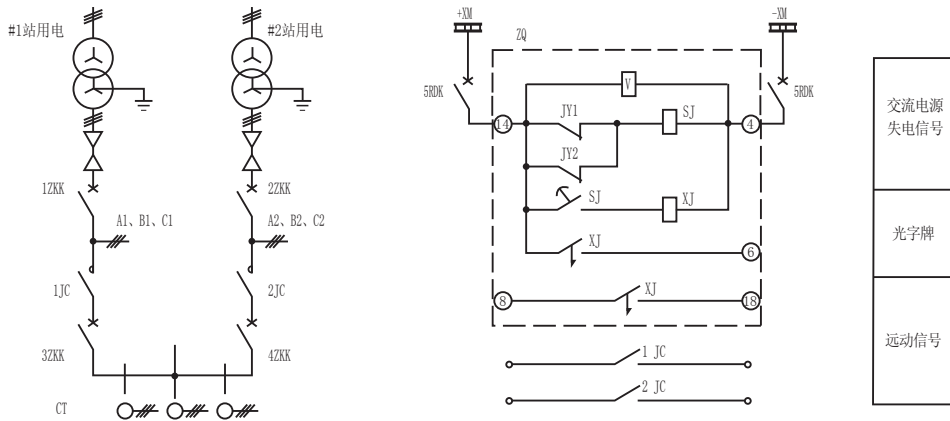 #1站用电
#2站用电
1ZKK
2ZKK
A1、B1、C1
A2、B2、C2
1JC
2JC
3ZKK
4ZKK
CT
+XM
-XM
ZQ
5RDK
5RDK
V
14
JY1
SJ
4
JY2
SJ
XJ
XJ
6
8
XJ
18
1 JC
2 JC
交流电源
失电信号
光字牌
远动信号